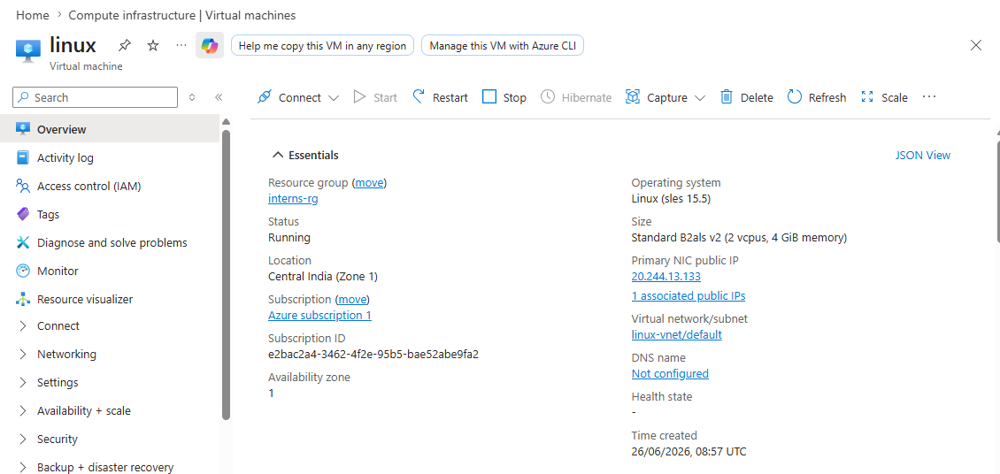 Home > Compute infrastructure | Virtual machines
linux
Virtual machine
Help me copy this VM in any region
Manage this VM with Azure CLI
Search
Connect
Start
Restart
Stop
Hibernate
Capture
Delete
Refresh
Scale
Overview
Activity log
Access control (IAM)
Tags
Diagnose and solve problems
Monitor
Resource visualizer
Connect
Networking
Settings
Availability + scale
Security
Backup + disaster recovery
Essentials
JSON View
Resource group (move)
interns-rg
Status
Running
Location
Central India (Zone 1)
Subscription (move)
Azure subscription 1
Subscription ID
e2bac2a4-3462-4f2e-95b5-bae52abe9fa2
Availability zone
1
Operating system
Linux (sles 15.5)
Size
Standard B2als v2 (2 vcpus, 4 GiB memory)
Primary NIC public IP
20.244.13.133
1 associated public IPs
Virtual network/subnet
linux-vnet/default
DNS name
Not configured
Health state
-
Time created
26/06/2026, 08:57 UTC